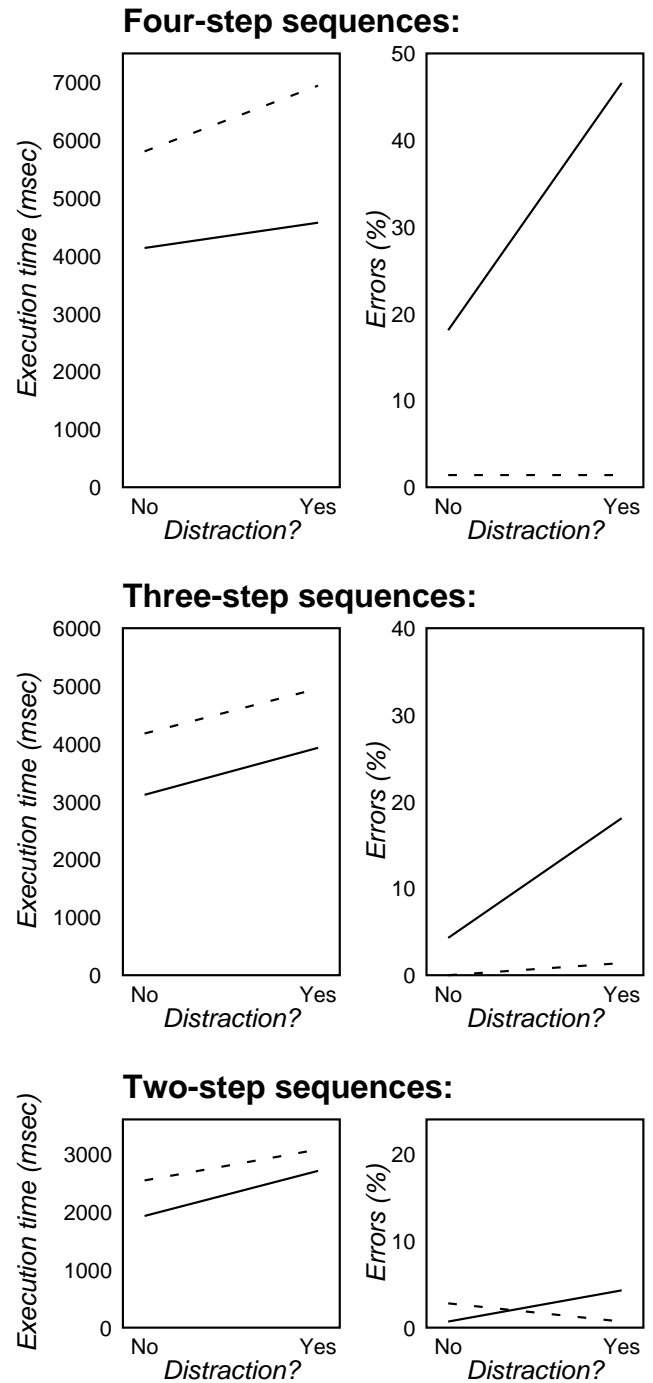 Four-step sequences:
Execution time (msec)
7000
6000
5000
4000
3000
2000
1000
0
No Yes
Distraction?
Errors (%)
50
40
30
20
10
0
No Yes
Distraction?
Three-step sequences:
Execution time (msec)
6000
5000
4000
3000
2000
1000
0
No Yes
Distraction?
Errors (%)
40
30
20
10
0
No Yes
Distraction?
Two-step sequences:
Execution time (msec)
3000
2000
1000
0
No Yes
Distraction?
Errors (%)
20
10
0
No Yes
Distraction?